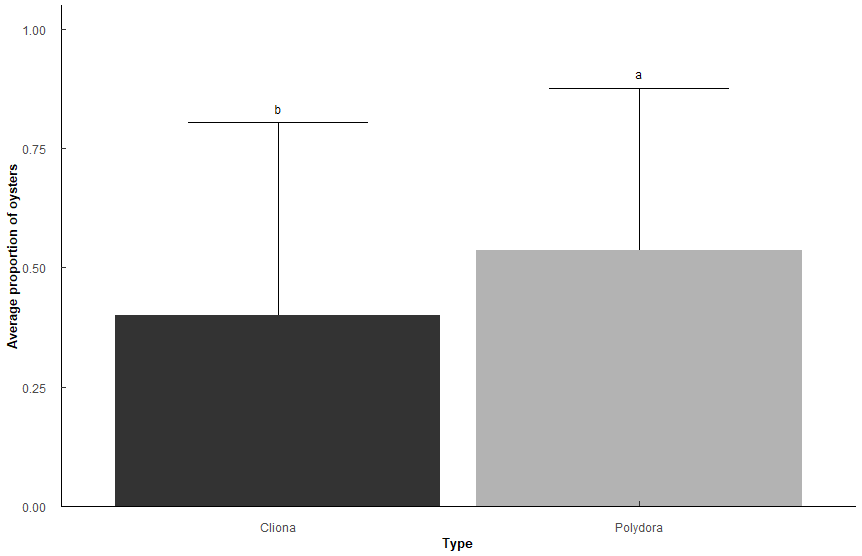 Average proportion of oysters
1.00
0.75
0.50
0.25
0.00
b
a
Cliona
Polydora
Type